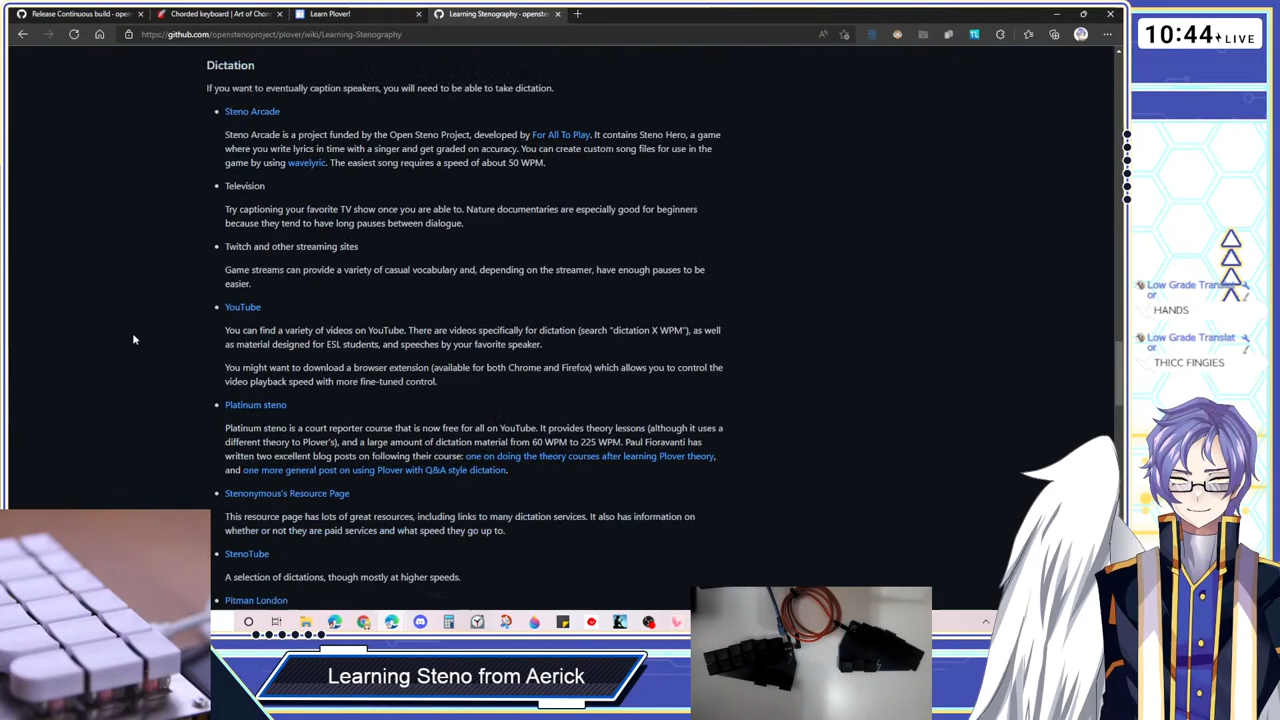 Release Continuous build - open
Chorded keyboard | Art of Chor
Learn Plover!
Learning Stenography - openste
10:44 LIVE
https://github.com/openstenoproject/plover/wiki/Learning-Stenography
Dictation
If you want to eventually caption speakers, you will need to be able to take dictation.
Steno Arcade
Steno Arcade is a project funded by the Open Steno Project, developed by For All To Play. It contains Steno Hero, a game
where you write lyrics in time with a singer and get graded on accuracy. You can create custom song files for use in the
game by using wavelyric. The easiest song requires a speed of about 50 WPM.
Television
Try captioning your favorite TV show once you are able to. Nature documentaries are especially good for beginners
because they tend to have long pauses between dialogue.
Twitch and other streaming sites
Game streams can provide a variety of casual vocabulary and, depending on the streamer, have enough pauses to be
easier.
YouTube
You can find a variety of videos on YouTube. There are videos specifically for dictation (search "dictation X WPM"), as well
as material designed for ESL students, and speeches by your favorite speaker.
You might want to download a browser extension (available for both Chrome and Firefox) which allows you to control the
video playback speed with more fine-tuned control.
Platinum steno
Platinum steno is a court reporter course that is now free for all on YouTube. It provides theory lessons (although it uses a
different theory to Plover's), and a large amount of dictation material from 60 WPM to 225 WPM. Paul Fioravanti has
written two excellent blog posts on following their course: one on doing the theory courses after learning Plover theory,
and one more general post on using Plover with Q&A style dictation.
Stenonymous's Resource Page
This resource page has lots of great resources, including links to many dictation services. It also has information on
whether or not they are paid services and what speed they go up to.
StenoTube
A selection of dictations, though mostly at higher speeds.
Pitman London
Low Grade Translat
or
HANDS
Low Grade Translat
or
THICC FINGIES
Learning Steno from Aerick